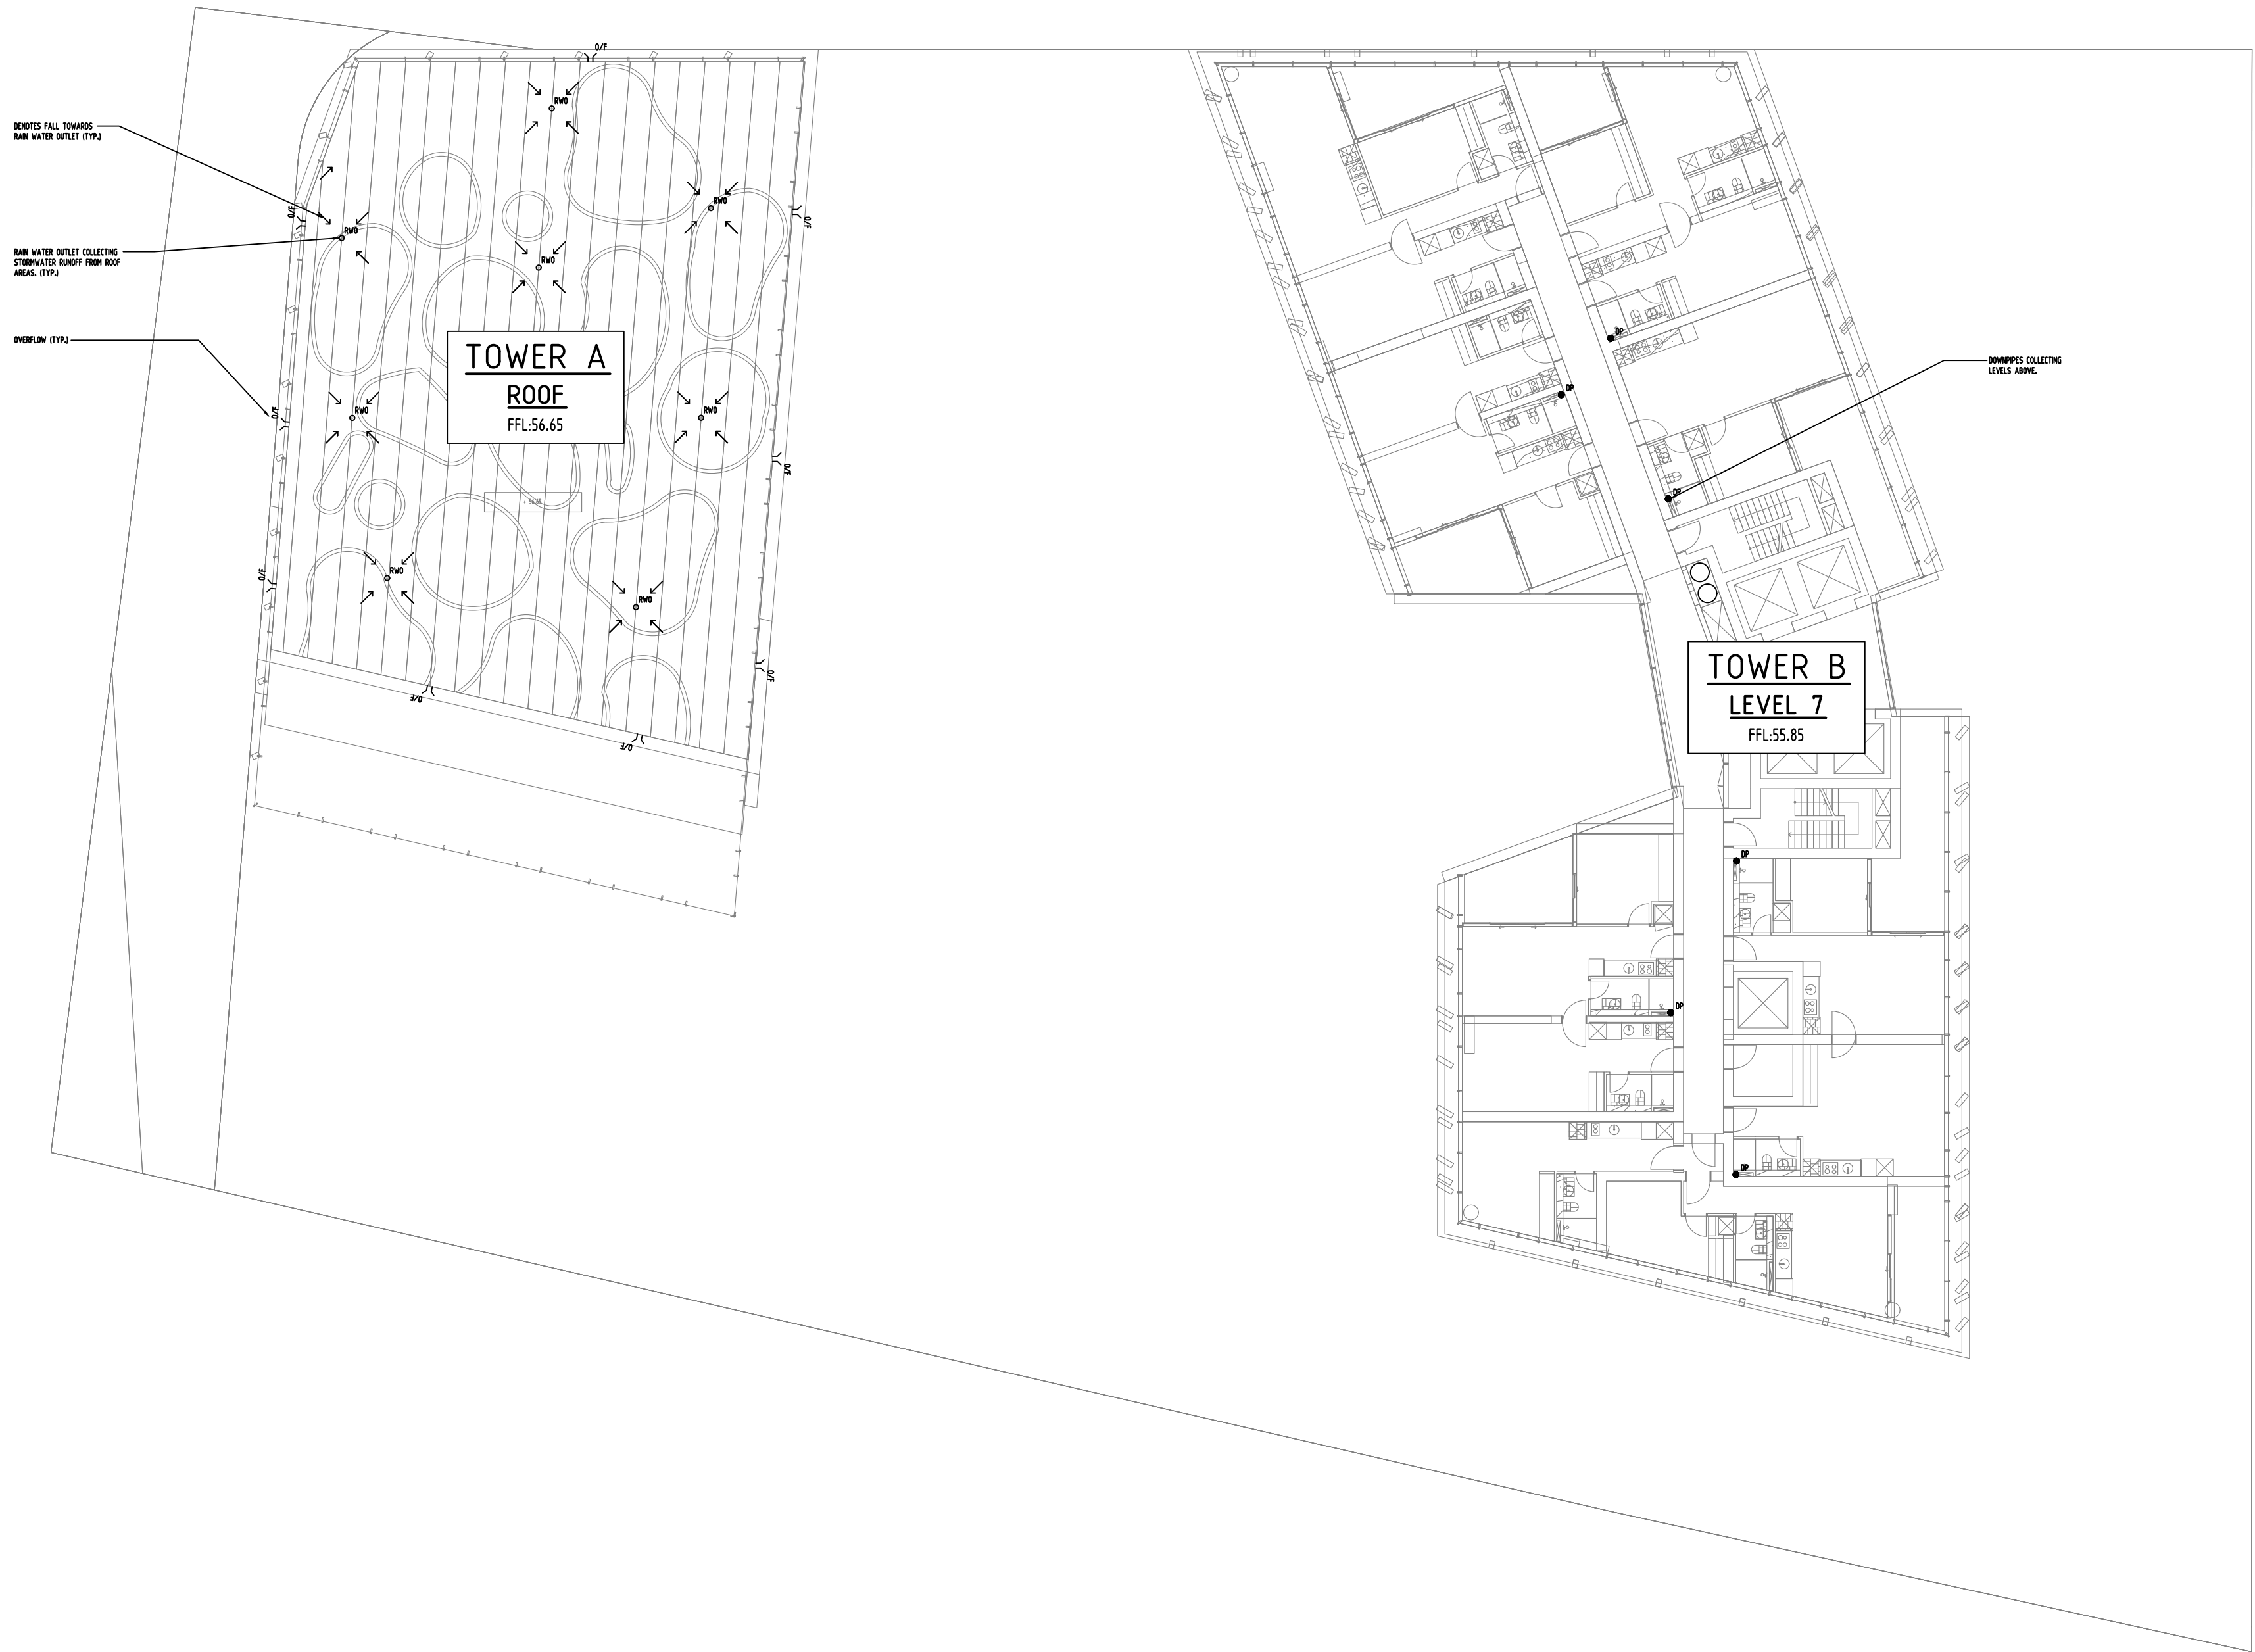 O/F
RWO
DENOTES FALL TOWARDS
RAIN WATER OUTLET (TYP.)
RWO
O/F
O/F
RWO
RAIN WATER OUTLET COLLECTING
STORMWATER RUNOFF FROM ROOF
AREAS. (TYP.)
RWO
OVERFLOW (TYP.)
TOWER A
ROOF
FFL:56.65
O/F
RWO
RWO
O/F
+ 56.65
O/F
RWO
RWO
O/F
O/F
O/F
DP
DOWNPIPES COLLECTING
LEVELS ABOVE.
DP
DP
TOWER B
LEVEL 7
FFL:55.85
DP
DP
DP